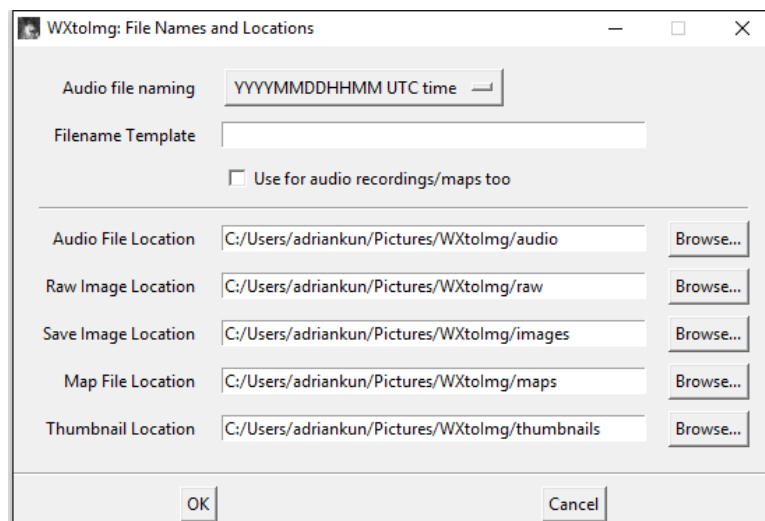 WXtoImg: File Names and Locations
Audio file naming YYYYMMDDHHMM UTC time
Filename Template
Use for audio recordings/maps too
Audio File Location C:/Users/adriankun/Pictures/WXtoImg/audio Browse...
Raw Image Location C:/Users/adriankun/Pictures/WXtoImg/raw Browse...
Save Image Location C:/Users/adriankun/Pictures/WXtoImg/images Browse...
Map File Location C:/Users/adriankun/Pictures/WXtoImg/maps Browse...
Thumbnail Location C:/Users/adriankun/Pictures/WXtoImg/thumbnails Browse...
OK Cancel